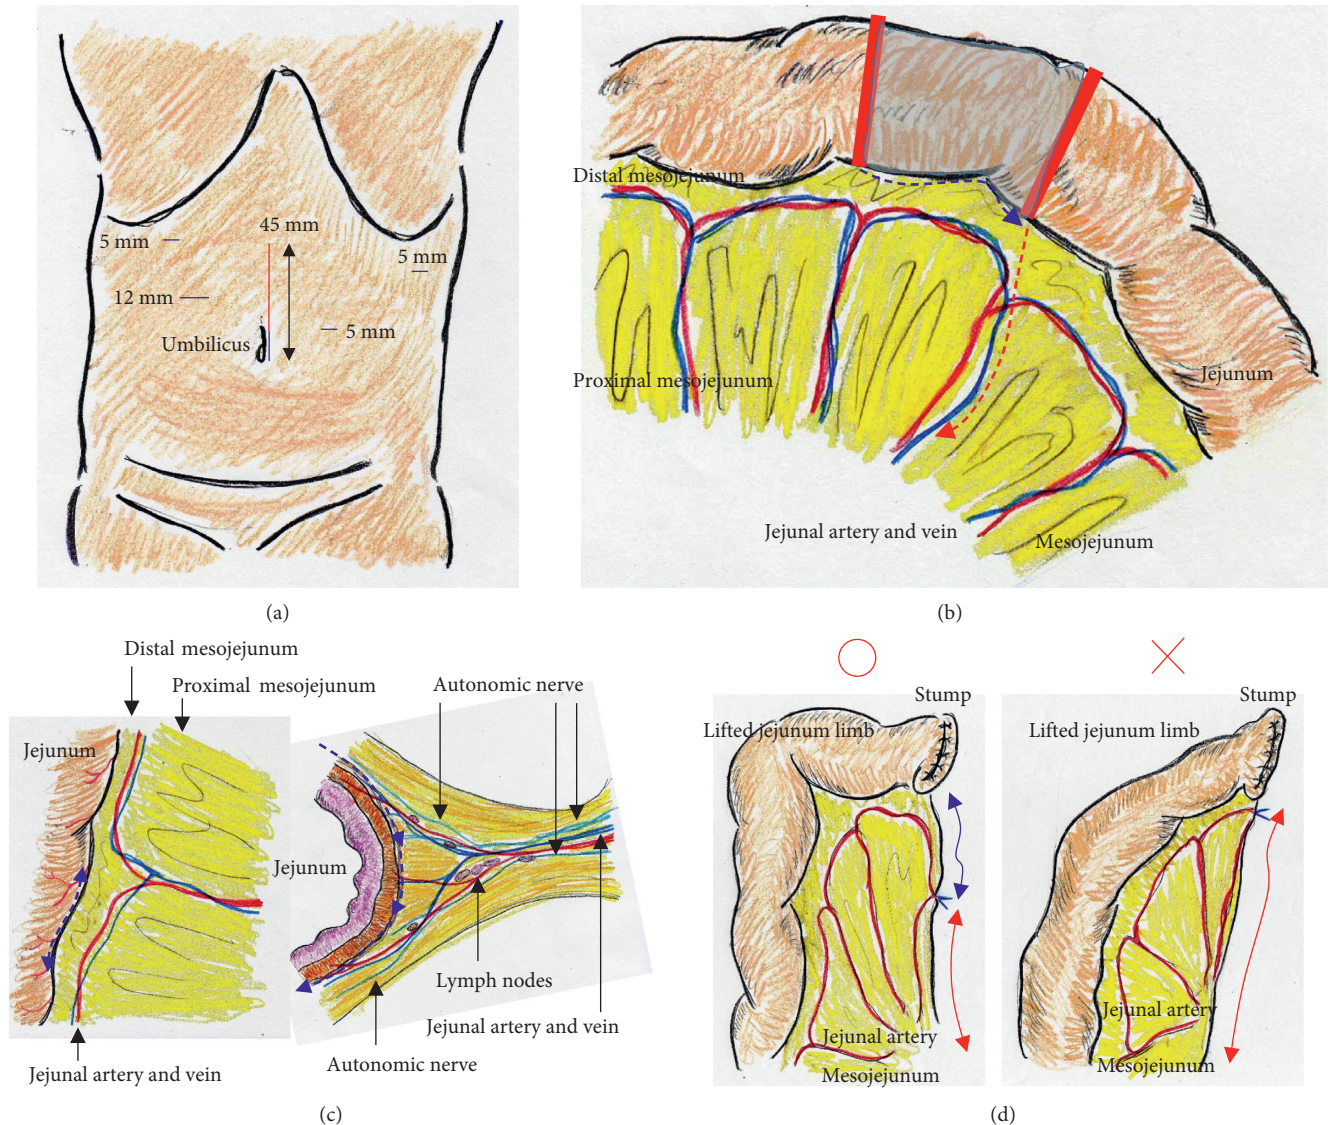 45 mm
5 mm
5 mm
12 mm
5 mm
Umbilicus
(a)
Distal mesojejunum
Proximal mesojejunum
Jejunum
Jejunal artery and vein
Mesojejunum
(b)
Distal mesojejunum
Proximal mesojejunum
Autonomic nerve
Jejunum
Jejunum
Lymph nodes
Jejunal artery and vein
Autonomic nerve
Jejunal artery and vein
(c)
Stump
Lifted jejunum limb
Jejunal artery
Mesojejunum
Stump
Lifted jejunum limb
Jejunal artery
Mesojejunum
(d)